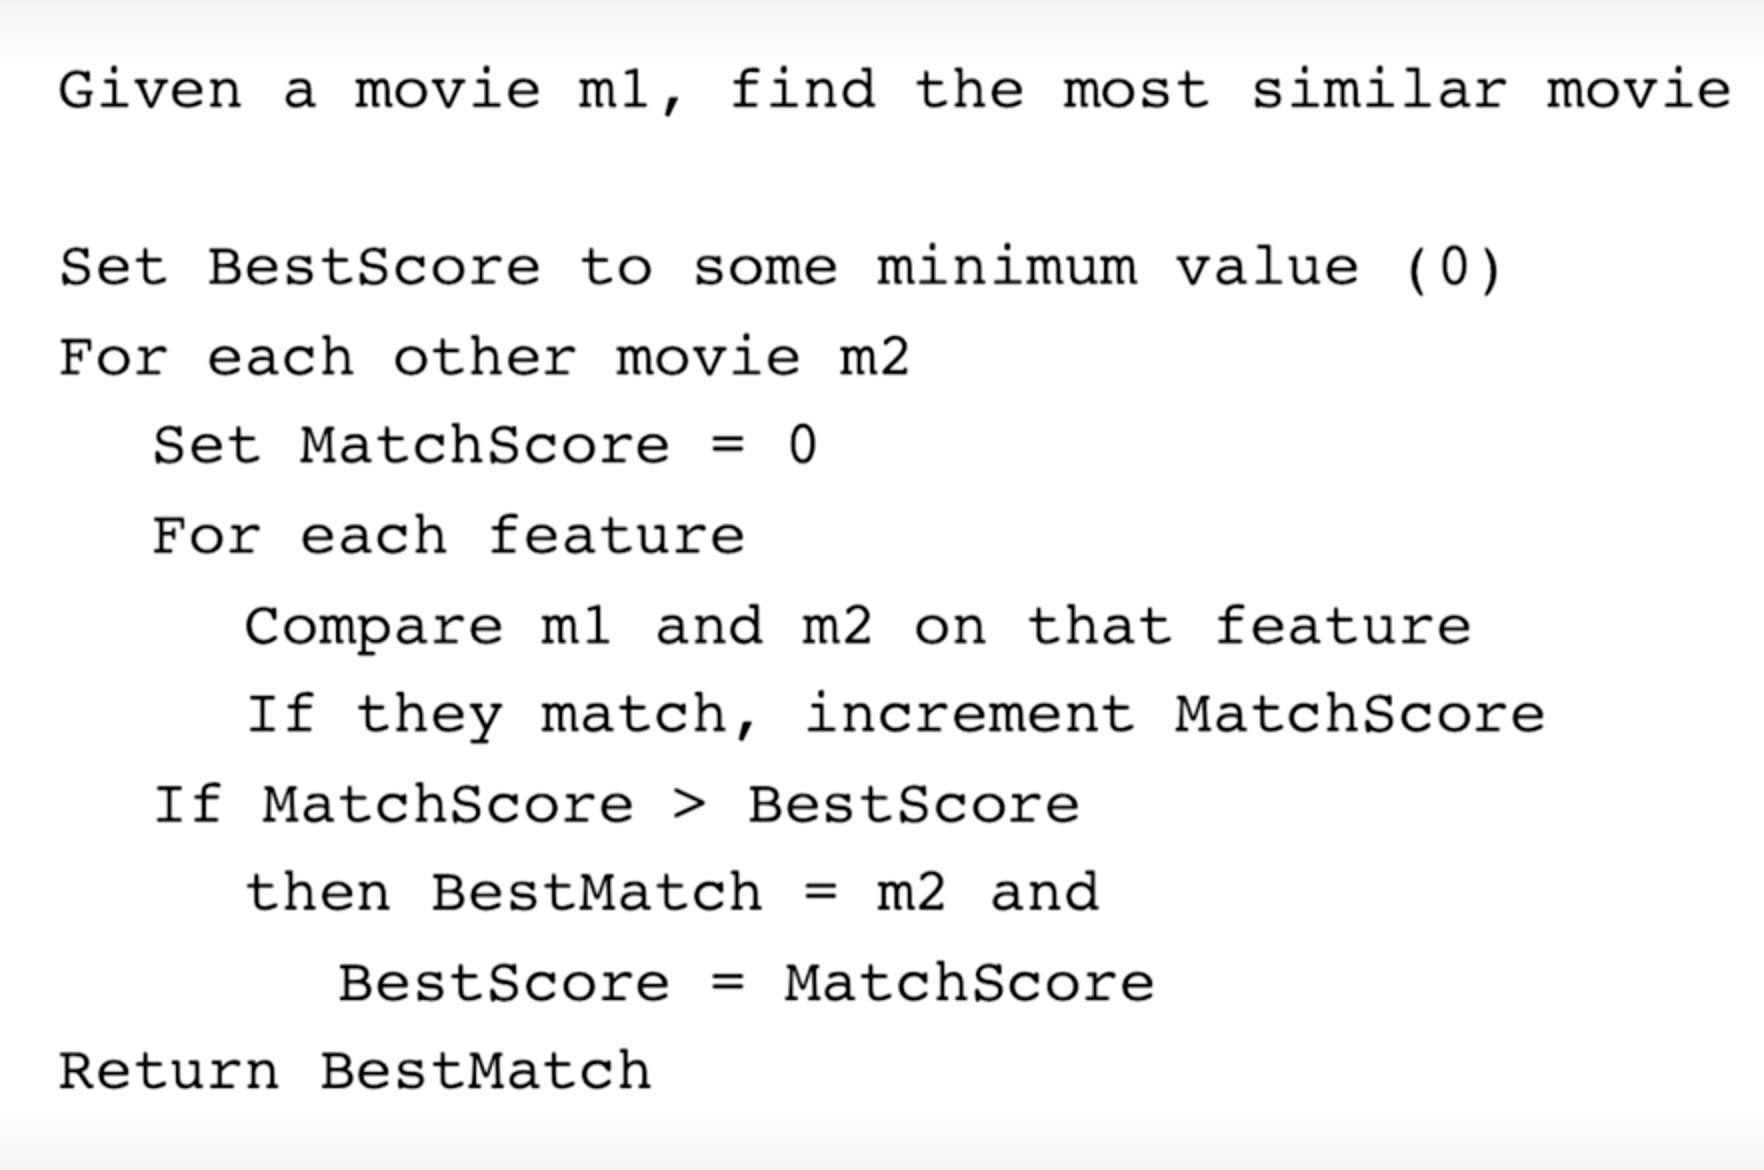 Given a movie m1, find the most similar movie
Set BestScore to some minimum value (0)
For each other movie m2
Set MatchScore = 0
For each feature
Compare m1 and m2 on that feature
If they match, increment MatchScore
If MatchScore > BestScore
then BestMatch = m2 and
BestScore = MatchScore
Return BestMatch